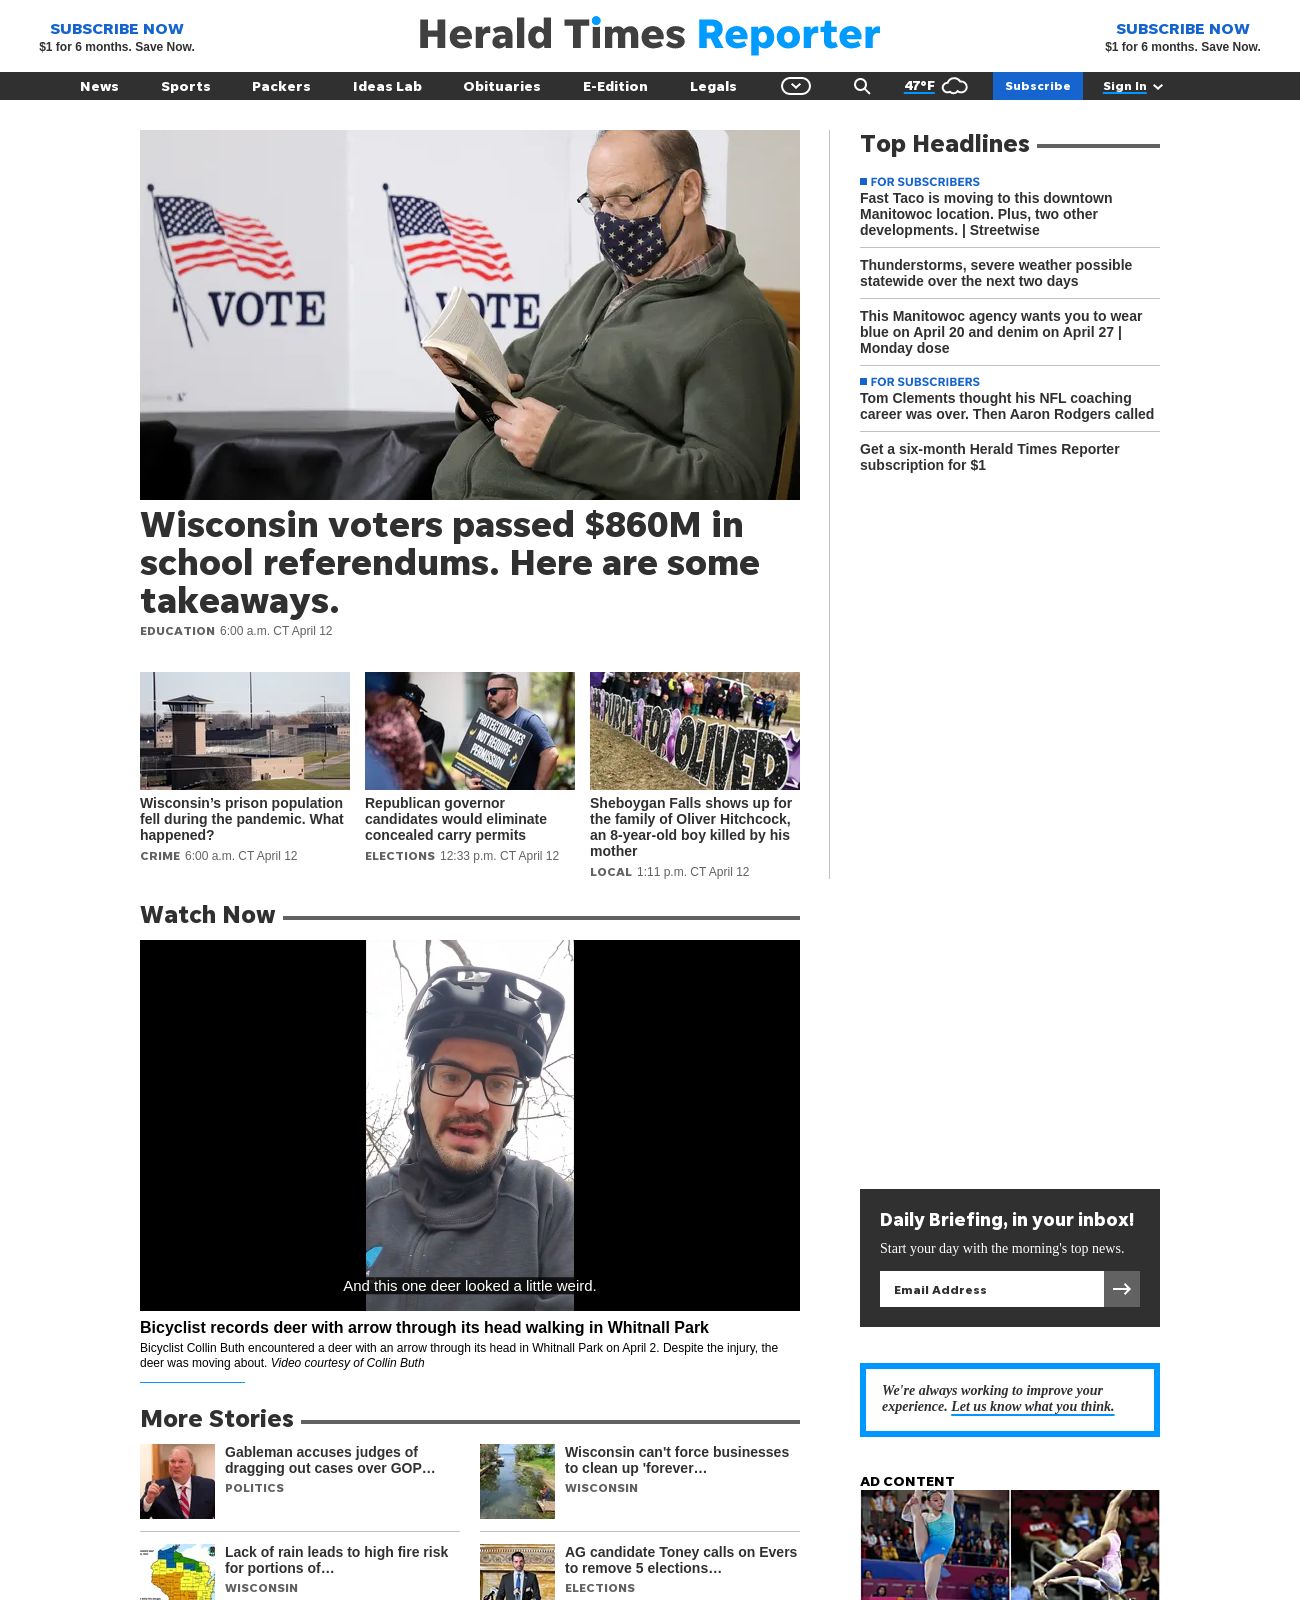 SUBSCRIBE NOW
$1 for 6 months. Save Now.
Herald Times Reporter
SUBSCRIBE NOW
$1 for 6 months. Save Now.
News
Sports
Packers
Ideas Lab
Obituaries
E-Edition
Legals
47°F
Subscribe
Sign In
VOTE
VOTE
Wisconsin voters passed $860M in
school referendums. Here are some
takeaways.
EDUCATION 6:00 a.m. CT April 12
PROTECTION DOES
NOT REQUIRE
PERMISSION
PURPLE FOR OLIVER
Wisconsin’s prison population
fell during the pandemic. What
happened?
CRIME 6:00 a.m. CT April 12
Republican governor
candidates would eliminate
concealed carry permits
ELECTIONS 12:33 p.m. CT April 12
Sheboygan Falls shows up for
the family of Oliver Hitchcock,
an 8-year-old boy killed by his
mother
LOCAL 1:11 p.m. CT April 12
Top Headlines
FOR SUBSCRIBERS
Fast Taco is moving to this downtown
Manitowoc location. Plus, two other
developments. | Streetwise
Thunderstorms, severe weather possible
statewide over the next two days
This Manitowoc agency wants you to wear
blue on April 20 and denim on April 27 |
Monday dose
FOR SUBSCRIBERS
Tom Clements thought his NFL coaching
career was over. Then Aaron Rodgers called
Get a six-month Herald Times Reporter
subscription for $1
Watch Now
And this one deer looked a little weird.
Bicyclist records deer with arrow through its head walking in Whitnall Park
Bicyclist Collin Buth encountered a deer with an arrow through its head in Whitnall Park on April 2. Despite the injury, the
deer was moving about. Video courtesy of Collin Buth
More Stories
Gableman accuses judges of
dragging out cases over GOP…
POLITICS
Wisconsin can't force businesses
to clean up 'forever…
WISCONSIN
Lack of rain leads to high fire risk
for portions of…
WISCONSIN
AG candidate Toney calls on Evers
to remove 5 elections…
ELECTIONS
Daily Briefing, in your inbox!
Start your day with the morning's top news.
Email Address
We're always working to improve your
experience. Let us know what you think.
AD CONTENT